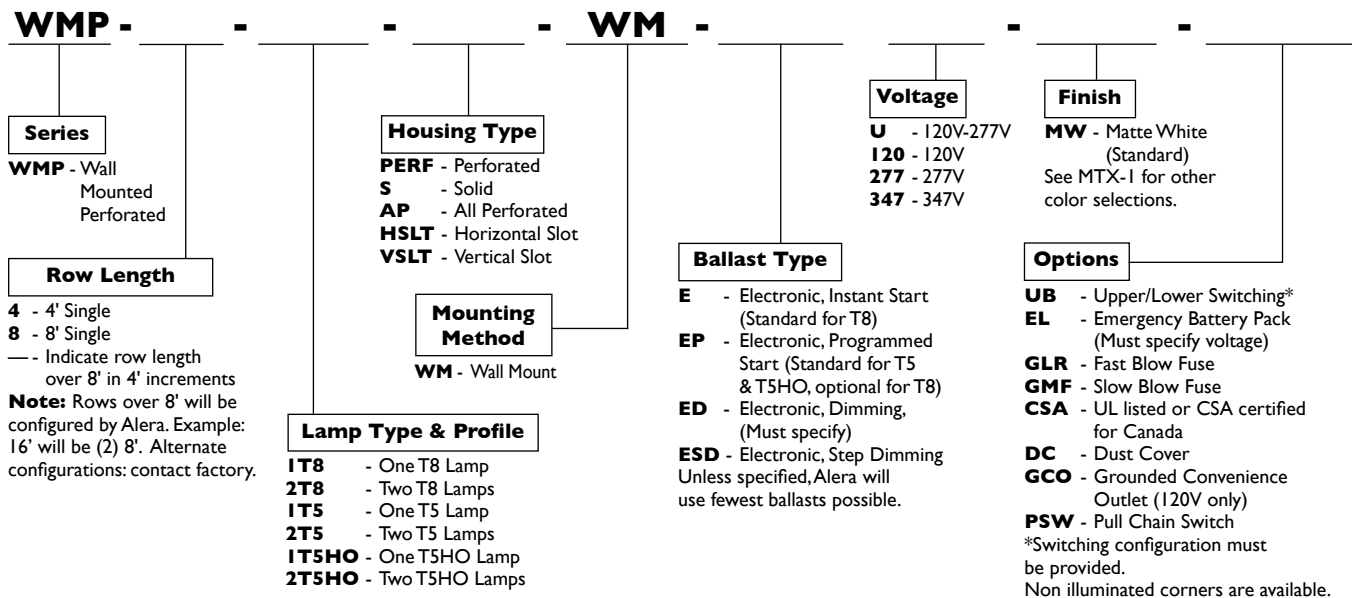 WMP - - - - WM - - -
Series
WMP - Wall
Mounted
Perforated
Row Length
4 - 4' Single
8 - 8' Single
— - Indicate row length
over 8' in 4' increments
Note: Rows over 8' will be
configured by Alera. Example:
16’ will be (2) 8'. Alternate
configurations: contact factory.
Lamp Type & Profile
1T8 - One T8 Lamp
2T8 - Two T8 Lamps
1T5 - One T5 Lamp
2T5 - Two T5 Lamps
1T5HO - One T5HO Lamp
2T5HO - Two T5HO Lamps
Housing Type
PERF - Perforated
S - Solid
AP - All Perforated
HSLT - Horizontal Slot
VSLT - Vertical Slot
Mounting
Method
WM - Wall Mount
Ballast Type
E - Electronic, Instant Start
(Standard for T8)
EP - Electronic, Programmed
Start (Standard for T5
& T5HO, optional for T8)
ED - Electronic, Dimming,
(Must specify)
ESD - Electronic, Step Dimming
Unless specified, Alera will
use fewest ballasts possible.
Voltage
U - 120V-277V
120 - 120V
277 - 277V
347 - 347V
Finish
MW - Matte White
(Standard)
See MTX-1 for other
color selections.
Options
UB - Upper/Lower Switching*
EL - Emergency Battery Pack
(Must specify voltage)
GLR - Fast Blow Fuse
GMF - Slow Blow Fuse
CSA - UL listed or CSA certified
for Canada
DC - Dust Cover
GCO - Grounded Convenience
Outlet (120V only)
PSW - Pull Chain Switch
*Switching configuration must
be provided.
Non illuminated corners are available.